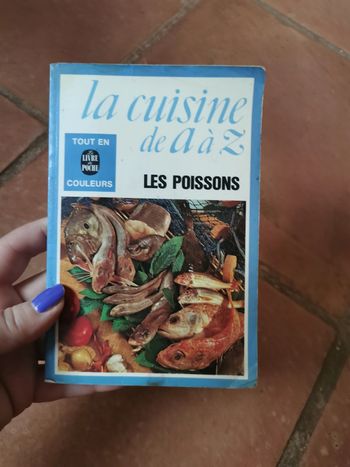 la cuisine
de a à z
TOUT EN
LE
LIVRE
DE
POCHE
COULEURS
LES POISSONS